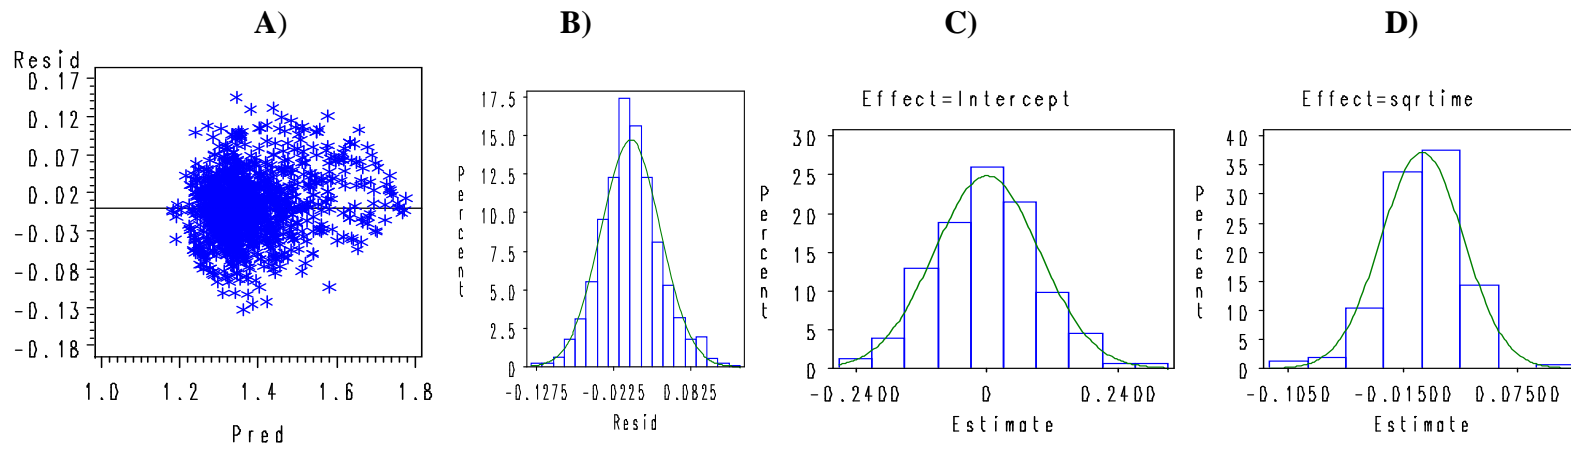 A)
Resid
0.17
0.12
0.07
0.02
-0.03
-0.08
-0.13
-0.18
1.0 1.2 1.4 1.6 1.8
Pred
B)
Percent
17.5
15.0
12.5
10.0
7.5
5.0
2.5
0
-0.1275 -0.0225 0.0825
Resid
C)
Effect=Intercept
Percent
30
25
20
15
10
5
0
-0.2400 0 0.2400
Estimate
D)
Effect=sqrtime
Percent
40
35
30
25
20
15
10
5
0
-0.1050 -0.01500 0.07500
Estimate